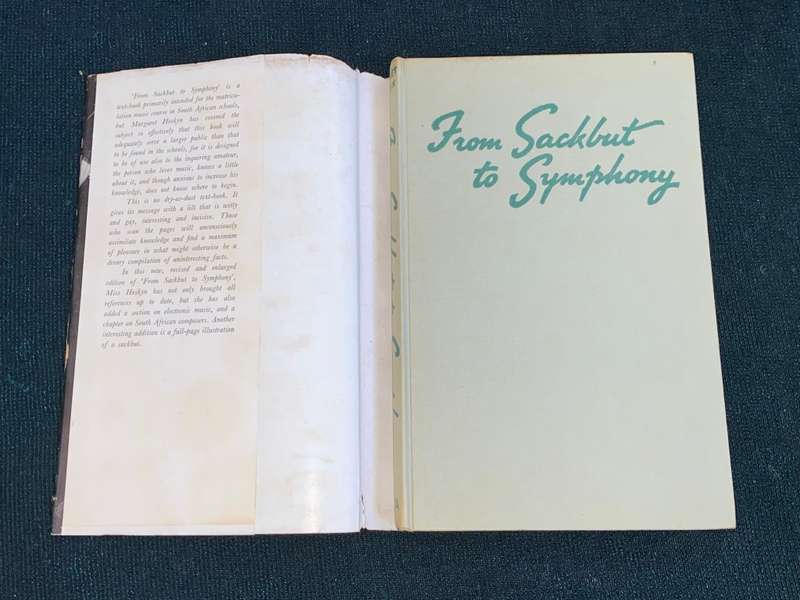 'From Sackbut to Symphony' is a
text-book primarily intended for the matricu-
lation music course in South African schools,
but Margaret Heskyn has covered the
subject so effectively that this book will
adequately serve a larger public than that
to be found in the schools, for it is designed
to be of use also to the inquiring amateur,
the person who loves music, knows a little
about it, and though anxious to increase his
knowledge, does not know where to begin.
This is no dry-as-dust text-book. It
gives its message with a lilt that is witty
and gay, interesting and incisive. Those
who scan the pages will unconsciously
assimilate knowledge and find a maximum
of pleasure in what might otherwise be a
dreary compilation of uninteresting facts.
In this new, revised and enlarged
edition of 'From Sackbut to Symphony',
Miss Heskyn has not only brought all
references up to date, but she has also
added a section on electronic music, and a
chapter on South African composers. Another
interesting addition is a full-page illustration
of a sackbut.
From Sackbut
to Symphony